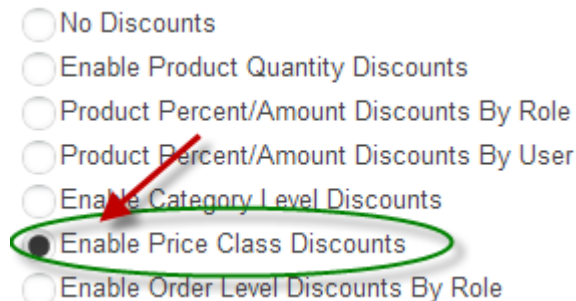 No Discounts
Enable Product Quantity Discounts
Product Percent/Amount Discounts By Role
Product Percent/Amount Discounts By User
Enable Category Level Discounts
Enable Price Class Discounts
Enable Order Level Discounts By Role